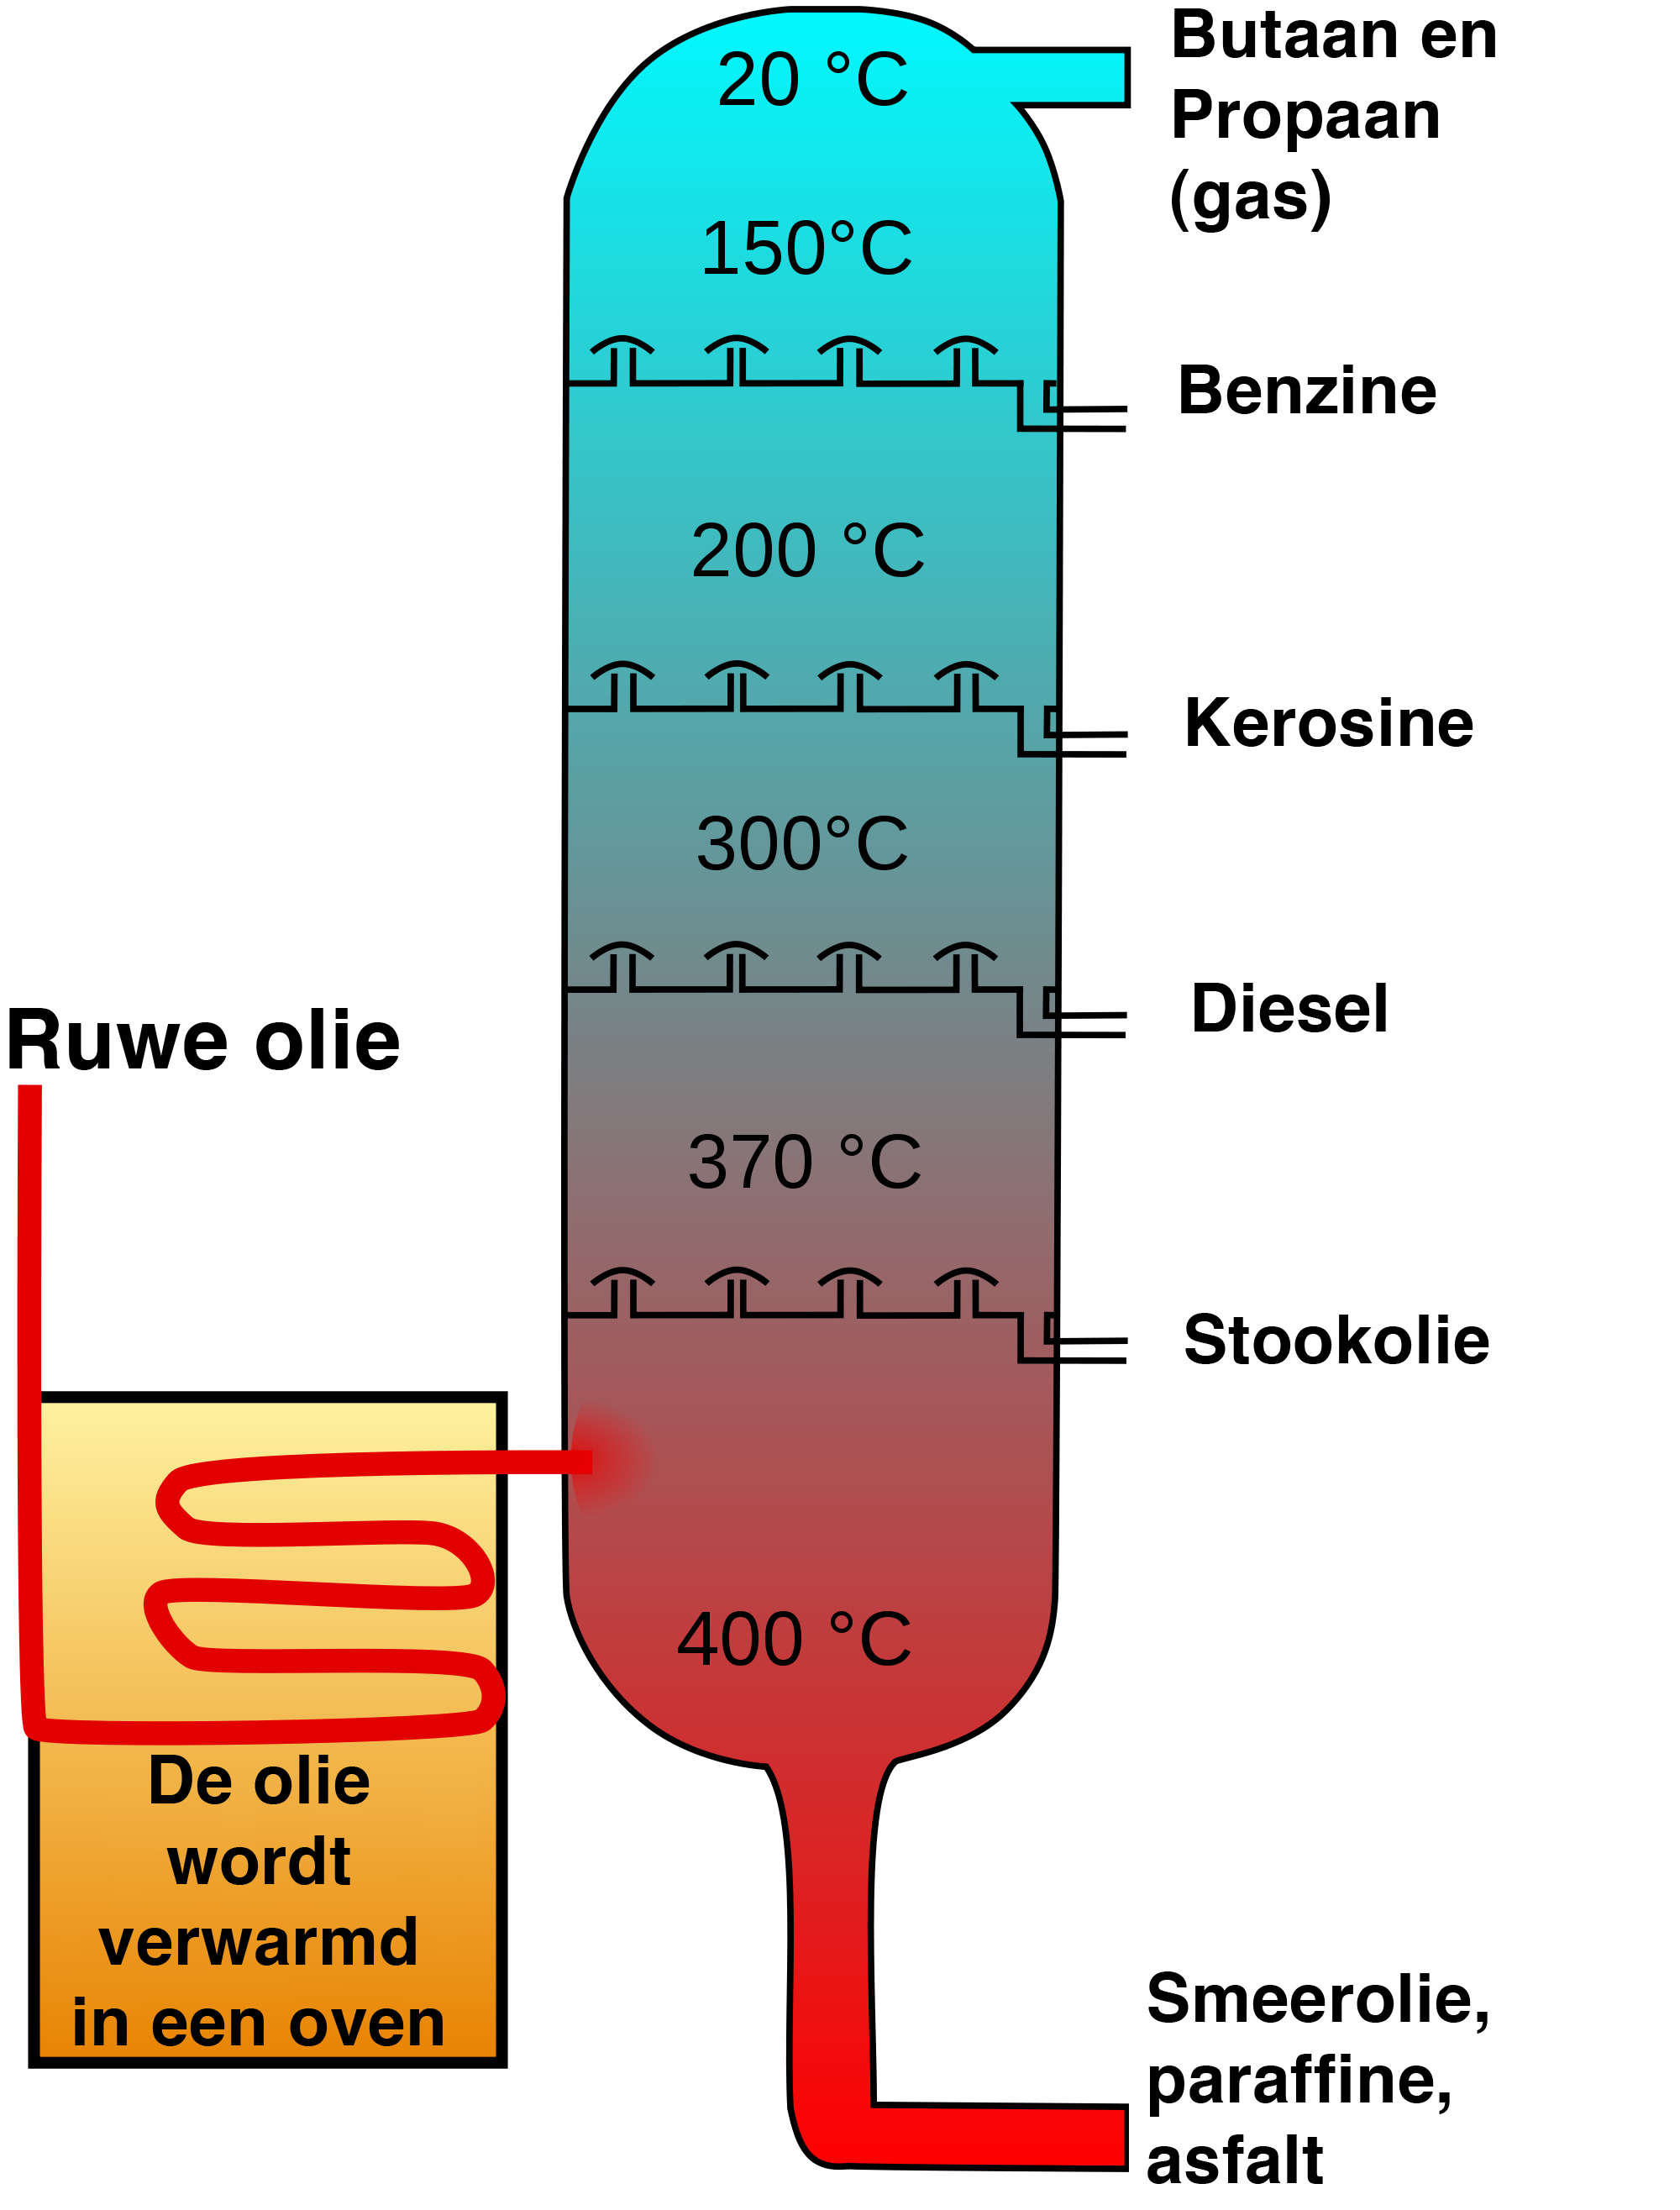 Butaan en
Propaan
(gas)
20 °C
150°C
Benzine
200 °C
Kerosine
300°C
Diesel
Ruwe olie
370 °C
Stookolie
400 °C
De olie
wordt
verwarmd
in een oven
Smeerolie,
paraffine,
asfalt